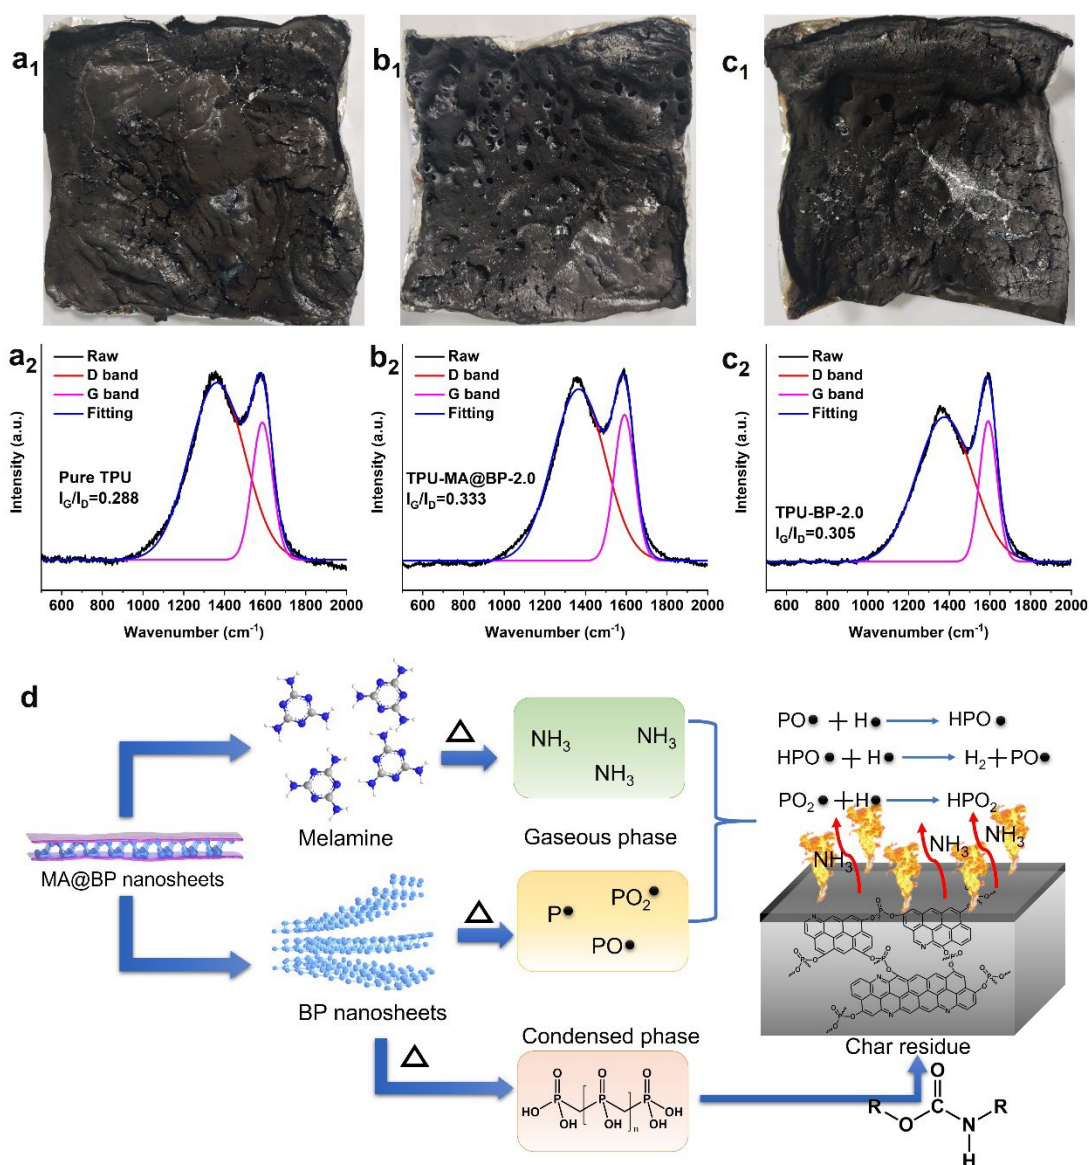 a1
b1
c1
a2
Raw
D band
G band
Fitting
Pure TPU
IG/ID=0.288
Intensity (a.u.)
600 800 1000 1200 1400 1600 1800 2000
Wavenumber (cm-1)
b2
Raw
D band
G band
Fitting
TPU-MA@BP-2.0
IG/ID=0.333
Intensity (a.u.)
600 800 1000 1200 1400 1600 1800 2000
Wavenumber (cm-1)
c2
Raw
D band
G band
Fitting
TPU-BP-2.0
IG/ID=0.305
Intensity (a.u.)
600 800 1000 1200 1400 1600 1800 2000
Wavenumber (cm-1)
d
MA@BP nanosheets
Melamine
BP nanosheets
Δ
NH3
NH3
NH3
Gaseous phase
Δ
P●
PO2●
PO●
Δ
Condensed phase
HO
O
P
OH
O
P
OH
n
O
P
OH
OH
PO● + H● → HPO●
HPO● + H● → H2 + PO●
PO2● + H● → HPO2
NH3
NH3
NH3
Char residue
R
O
O
N
H
R